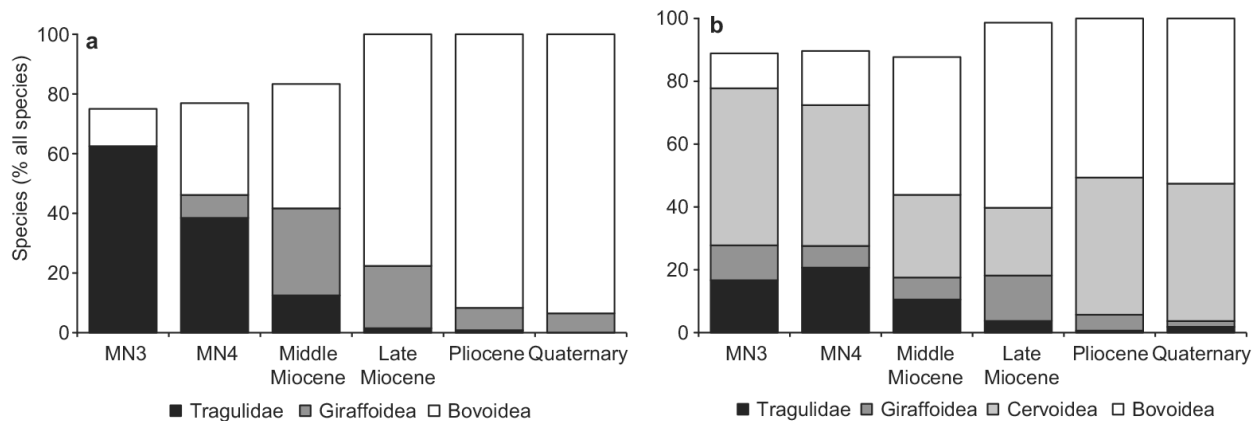 a
Species (% all species)
100
80
60
40
20
0
MN3 MN4 Middle Miocene Late Miocene Pliocene Quaternary
Tragulidae Giraffoidea Bovoidea
b
100
80
60
40
20
0
MN3 MN4 Middle Miocene Late Miocene Pliocene Quaternary
Tragulidae Giraffoidea Cervoidea Bovoidea